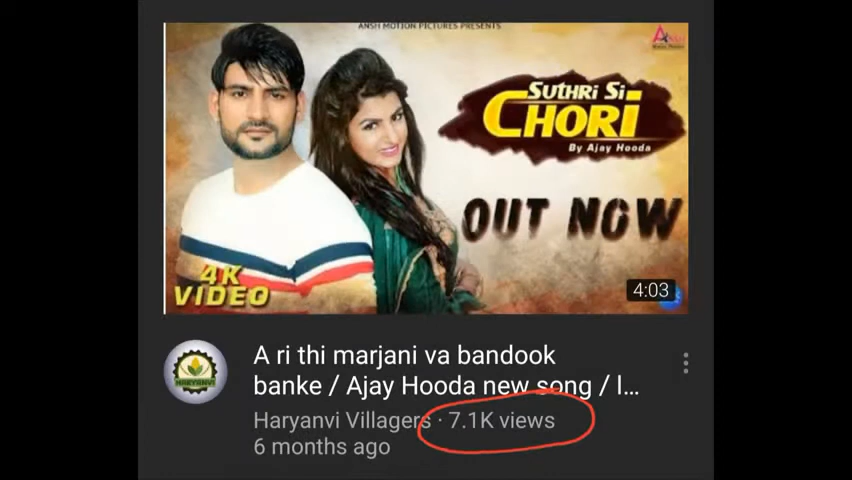 ANSH MOTION PICTURES PRESENTS
SUTHRI SI
CHORI
By Ajay Hooda
OUT NOW
4K
VIDEO
4:03
HARYANVI
A ri thi marjani va bandook
banke / Ajay Hooda new song / l...
Haryanvi Villagers · 7.1K views
6 months ago